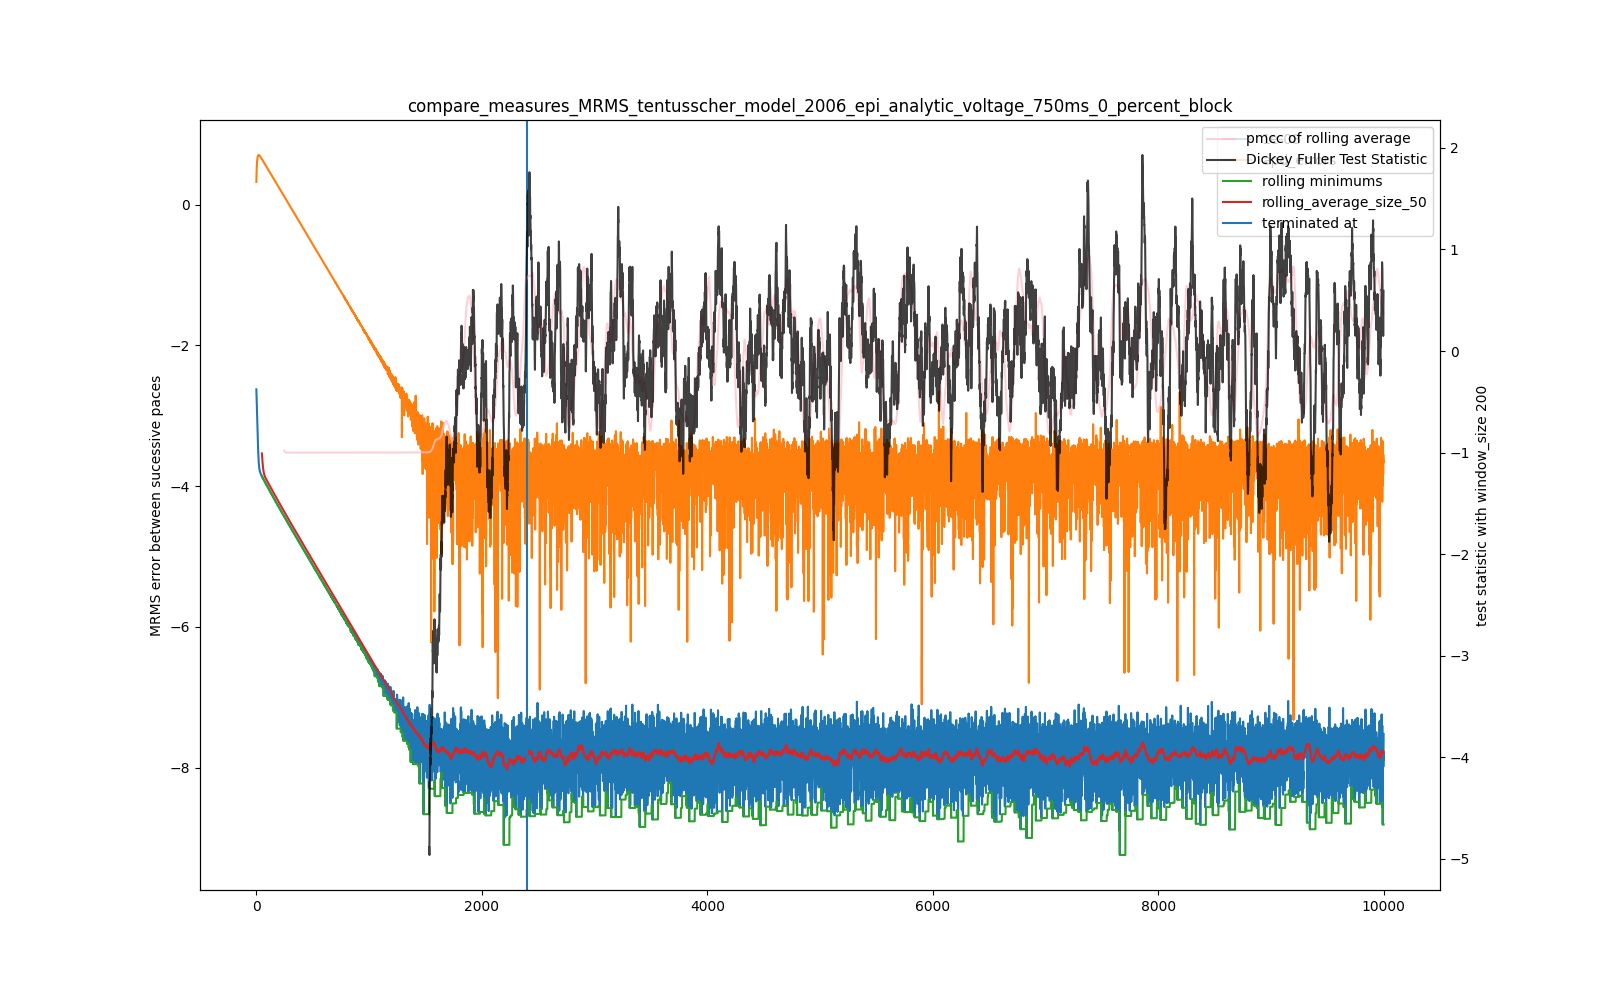 compare_measures_MRMS_tentusscher_model_2006_epi_analytic_voltage_750ms_0_percent_block
MRMS error between sucessive paces
0
−2
−4
−6
−8
0
2000
4000
6000
8000
10000
2
1
0
−1
−2
−3
−4
−5
test statistic with window_size 200
pmcc of rolling average
Dickey Fuller Test Statistic
rolling minimums
rolling_average_size_50
terminated at